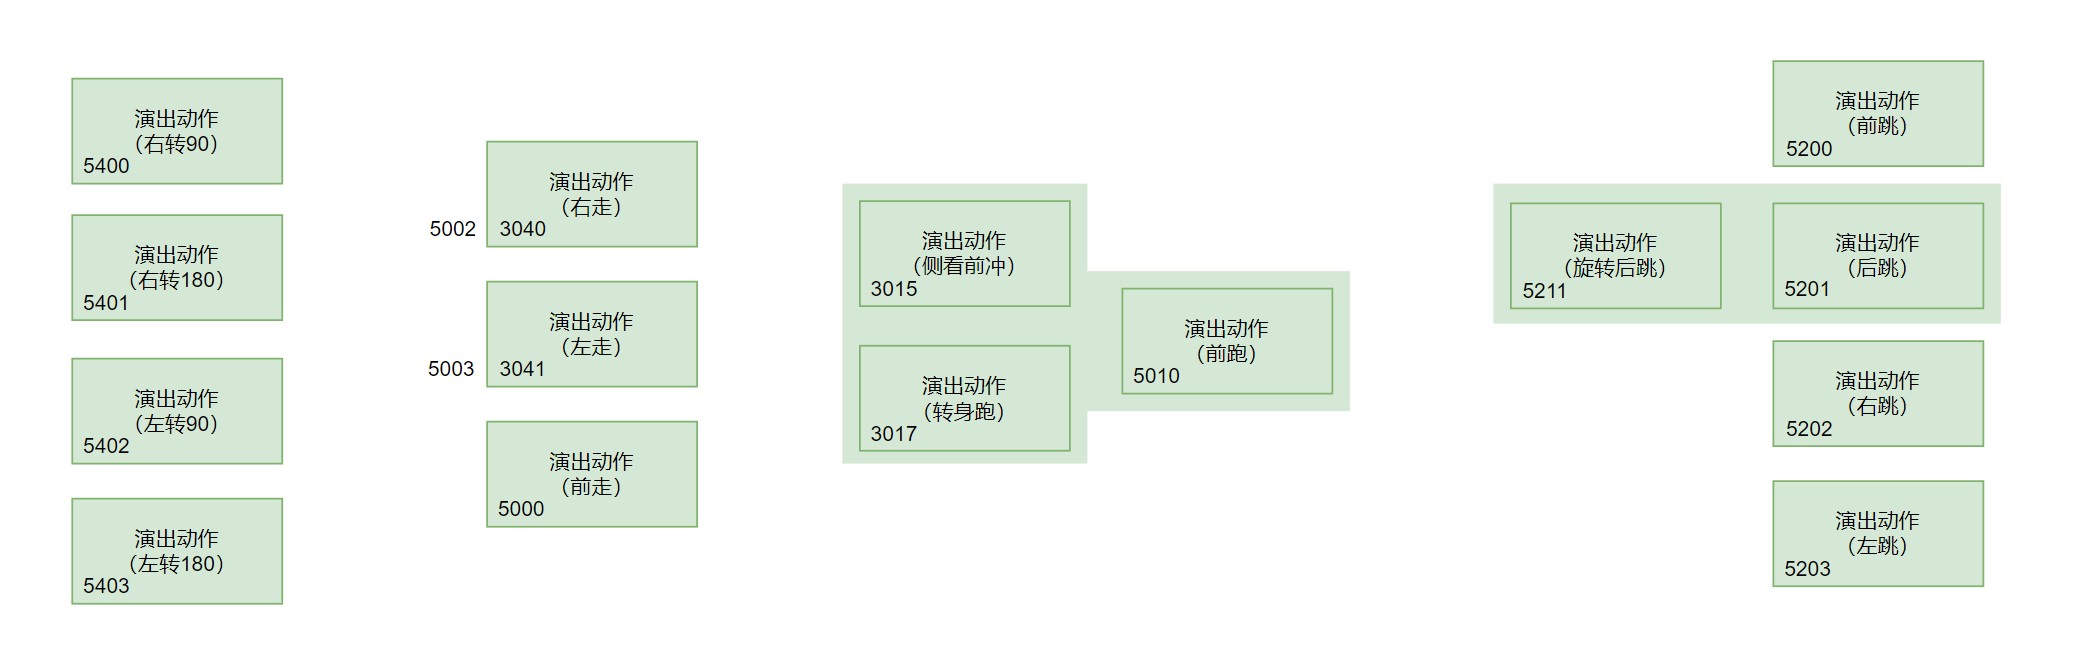 演出动作
（右转90）
5400
演出动作
（右转180）
5401
演出动作
（左转90）
5402
演出动作
（左转180）
5403
演出动作
（右走）
5002
3040
演出动作
（左走）
5003
3041
演出动作
（前走）
5000
演出动作
（侧看前冲）
3015
演出动作
（转身跑）
3017
演出动作
（前跑）
5010
演出动作
（前跳）
5200
演出动作
（旋转后跳）
5211
演出动作
（后跳）
5201
演出动作
（右跳）
5202
演出动作
（左跳）
5203